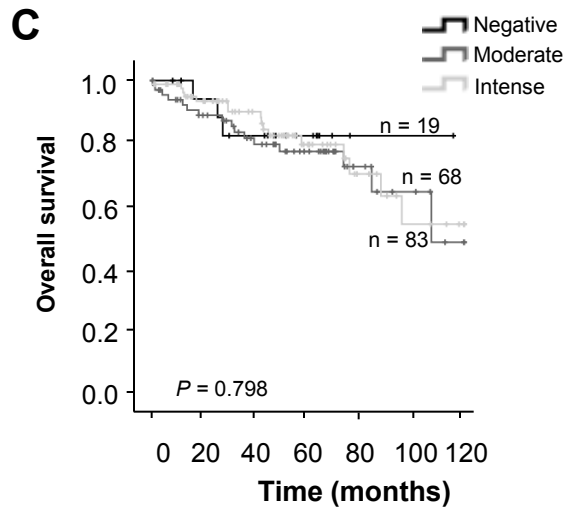 C
Negative
Moderate
Intense
Overall survival
1.0
0.8
0.6
0.4
0.2
0.0
n = 19
n = 68
n = 83
P = 0.798
0 20 40 60 80 100 120
Time (months)